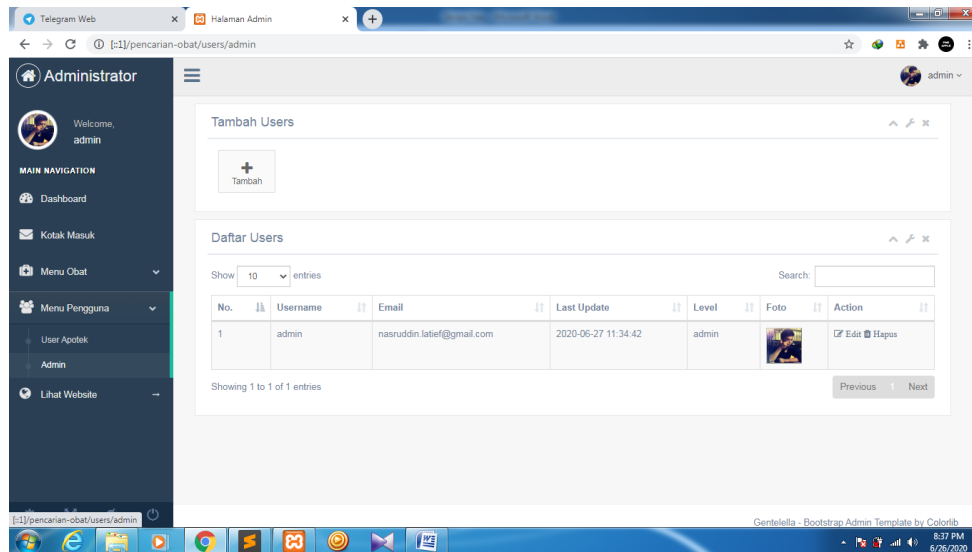 Telegram Web
Halaman Admin
[::1]/pencarian-obat/users/admin
Administrator
admin
Welcome,
admin
MAIN NAVIGATION
Dashboard
Kotak Masuk
Menu Obat
Menu Pengguna
User Apotek
Admin
Lihat Website
Tambah Users
Tambah
Daftar Users
Show 10 entries
Search:
No. Username Email Last Update Level Foto Action
1 admin nasruddin.latief@gmail.com 2020-06-27 11:34:42 admin Edit Hapus
Showing 1 to 1 of 1 entries
Previous 1 Next
Gentelella - Bootstrap Admin Template by Colorlib
[::1]/pencarian-obat/users/admin
8:37 PM
6/26/2020